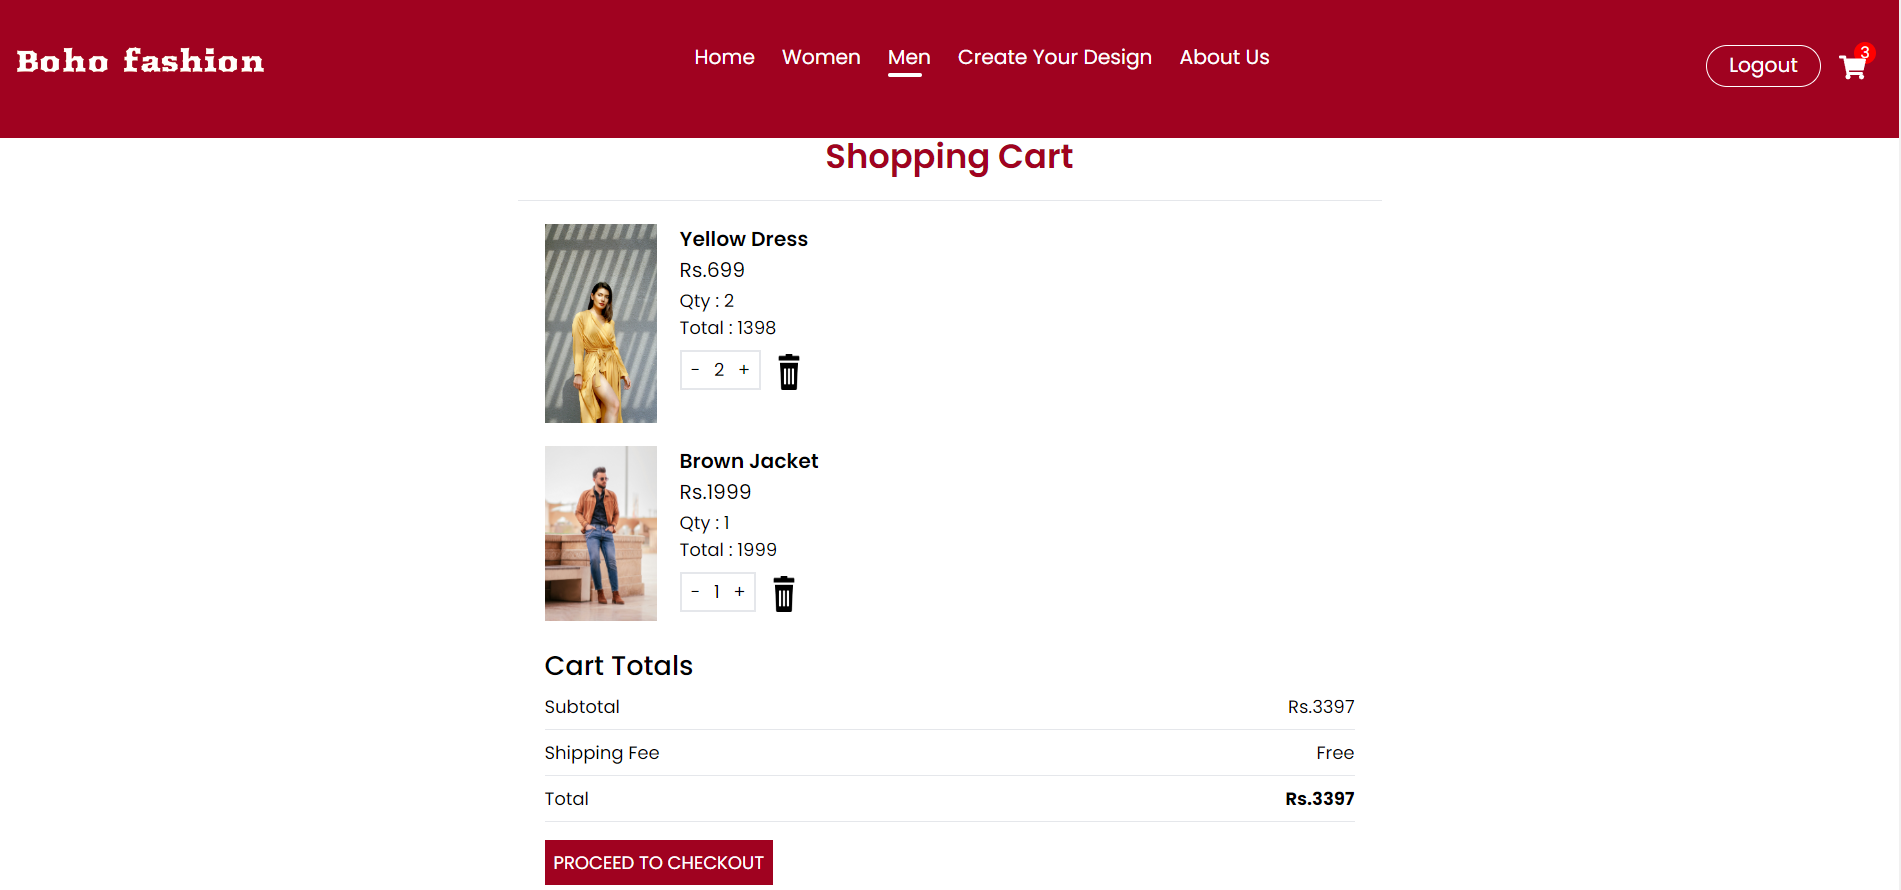 Boho fashion
Home Women Men Create Your Design About Us
Logout
3
Shopping Cart
Yellow Dress
Rs.699
Qty : 2
Total : 1398
- 2 +
Brown Jacket
Rs.1999
Qty : 1
Total : 1999
- 1 +
Cart Totals
Subtotal Rs.3397
Shipping Fee Free
Total Rs.3397
PROCEED TO CHECKOUT